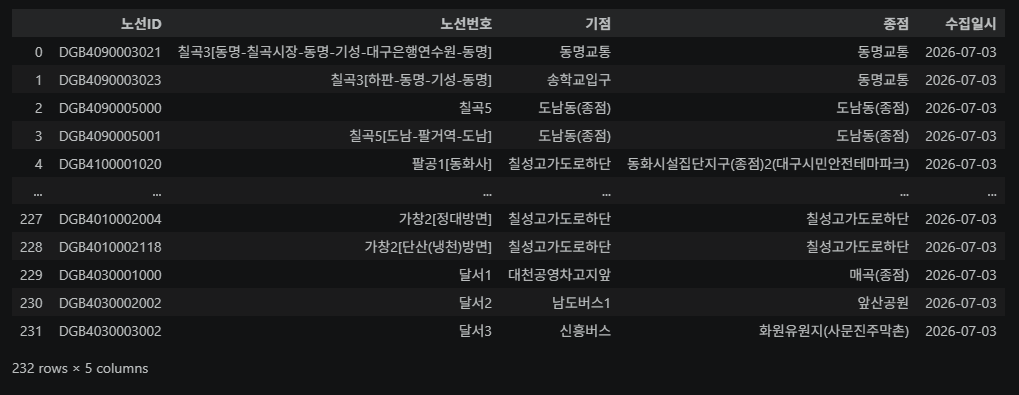 노선ID 노선번호 기점 종점 수집일시
0 DGB4090003021 칠곡3[동명-칠곡시장-동명-기성-대구은행연수원-동명] 동명교통 동명교통 2026-07-03
1 DGB4090003023 칠곡3[하판-동명-기성-동명] 송학교입구 동명교통 2026-07-03
2 DGB4090005000 칠곡5 도남동(종점) 도남동(종점) 2026-07-03
3 DGB4090005001 칠곡5[도남-팔거역-도남] 도남동(종점) 도남동(종점) 2026-07-03
4 DGB4100001020 팔공1[동화사] 칠성고가도로하단 동화시설집단지구(종점)2(대구시민안전테마파크) 2026-07-03
... ... ... ... ... ...
227 DGB4010002004 가창2[정대방면] 칠성고가도로하단 칠성고가도로하단 2026-07-03
228 DGB4010002118 가창2[단산(냉천)방면] 칠성고가도로하단 칠성고가도로하단 2026-07-03
229 DGB4030001000 달서1 대천공영차고지앞 매곡(종점) 2026-07-03
230 DGB4030002002 달서2 남도버스1 앞산공원 2026-07-03
231 DGB4030003002 달서3 신흥버스 화원유원지(사문진주막촌) 2026-07-03
232 rows × 5 columns